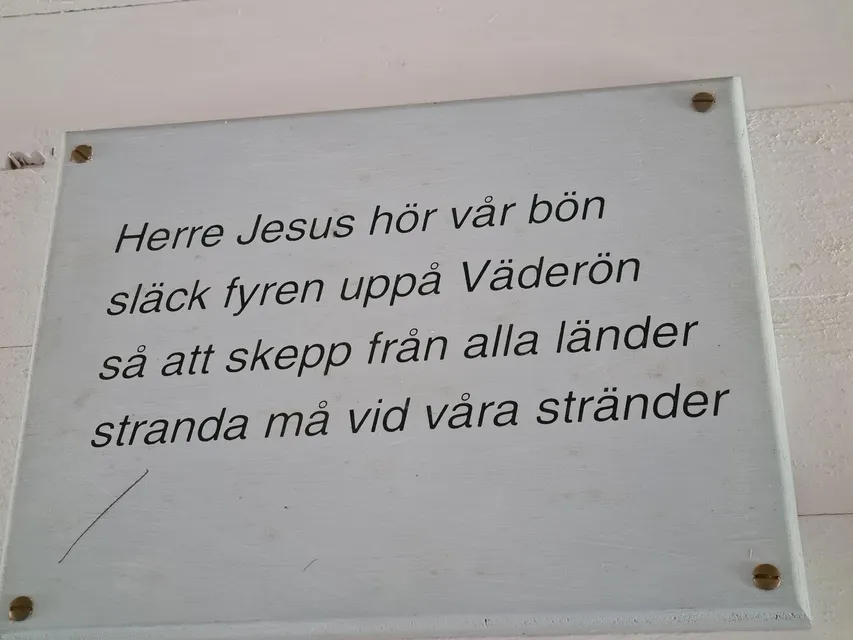 Herre Jesus hör vår bön
släck fyren uppå Väderön
så att skepp från alla länder
stranda må vid våra stränder